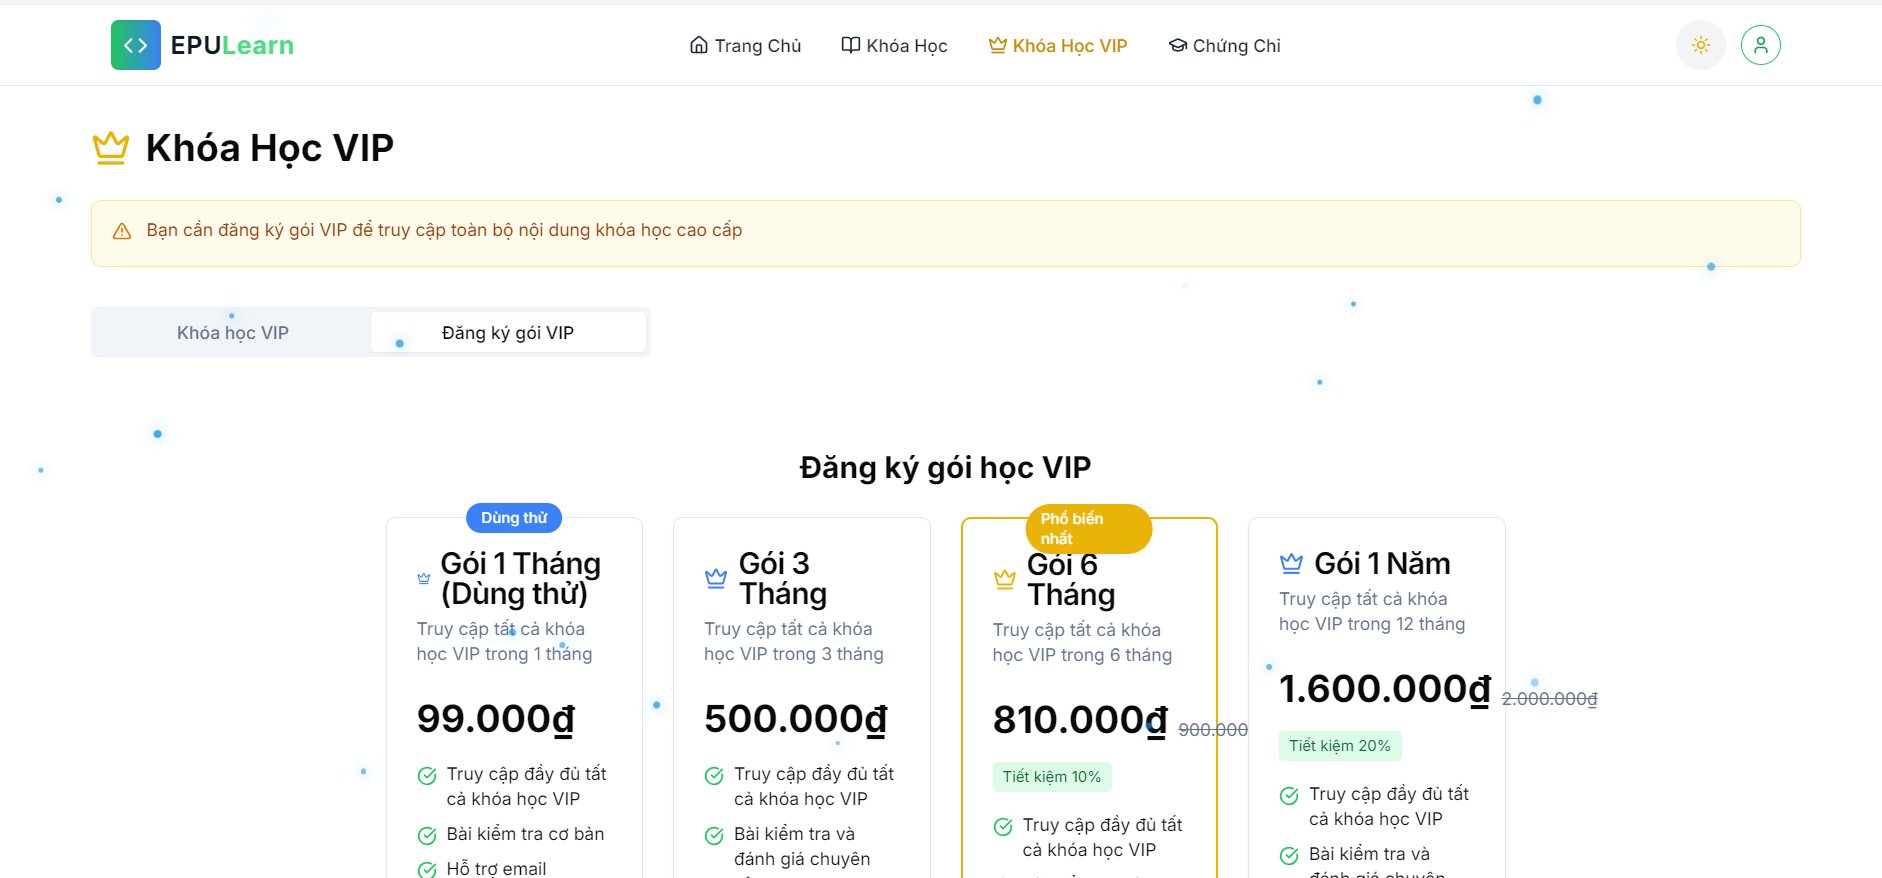 EPULearn
Trang Chủ
Khóa Học
Khóa Học VIP
Chứng Chỉ
Khóa Học VIP
Bạn cần đăng ký gói VIP để truy cập toàn bộ nội dung khóa học cao cấp
Khóa học VIP
Đăng ký gói VIP
Đăng ký gói học VIP
Dùng thử
Gói 1 Tháng
(Dùng thử)
Truy cập tất cả khóa
học VIP trong 1 tháng
99.000₫
Truy cập đầy đủ tất
cả khóa học VIP
Bài kiểm tra cơ bản
Hỗ trợ email
Gói 3
Tháng
Truy cập tất cả khóa
học VIP trong 3 tháng
500.000₫
Truy cập đầy đủ tất
cả khóa học VIP
Bài kiểm tra và
đánh giá chuyên
Phổ biến
nhất
Gói 6
Tháng
Truy cập tất cả khóa
học VIP trong 6 tháng
810.000₫ 900.000
Tiết kiệm 10%
Truy cập đầy đủ tất
cả khóa học VIP
Gói 1 Năm
Truy cập tất cả khóa
học VIP trong 12 tháng
1.600.000₫ 2.000.000₫
Tiết kiệm 20%
Truy cập đầy đủ tất
cả khóa học VIP
Bài kiểm tra và
đánh giá chuyên